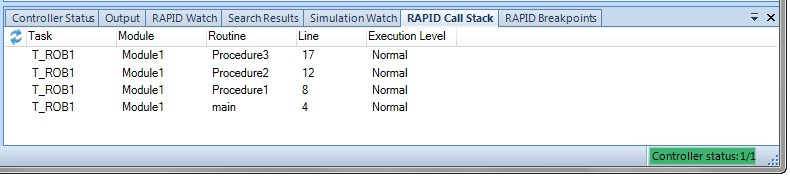 Controller Status Output RAPID Watch Search Results Simulation Watch RAPID Call Stack RAPID Breakpoints
Task Module Routine Line Execution Level
T_ROB1 Module1 Procedure3 17 Normal
T_ROB1 Module1 Procedure2 12 Normal
T_ROB1 Module1 Procedure1 8 Normal
T_ROB1 Module1 main 4 Normal
Controller status:1/1